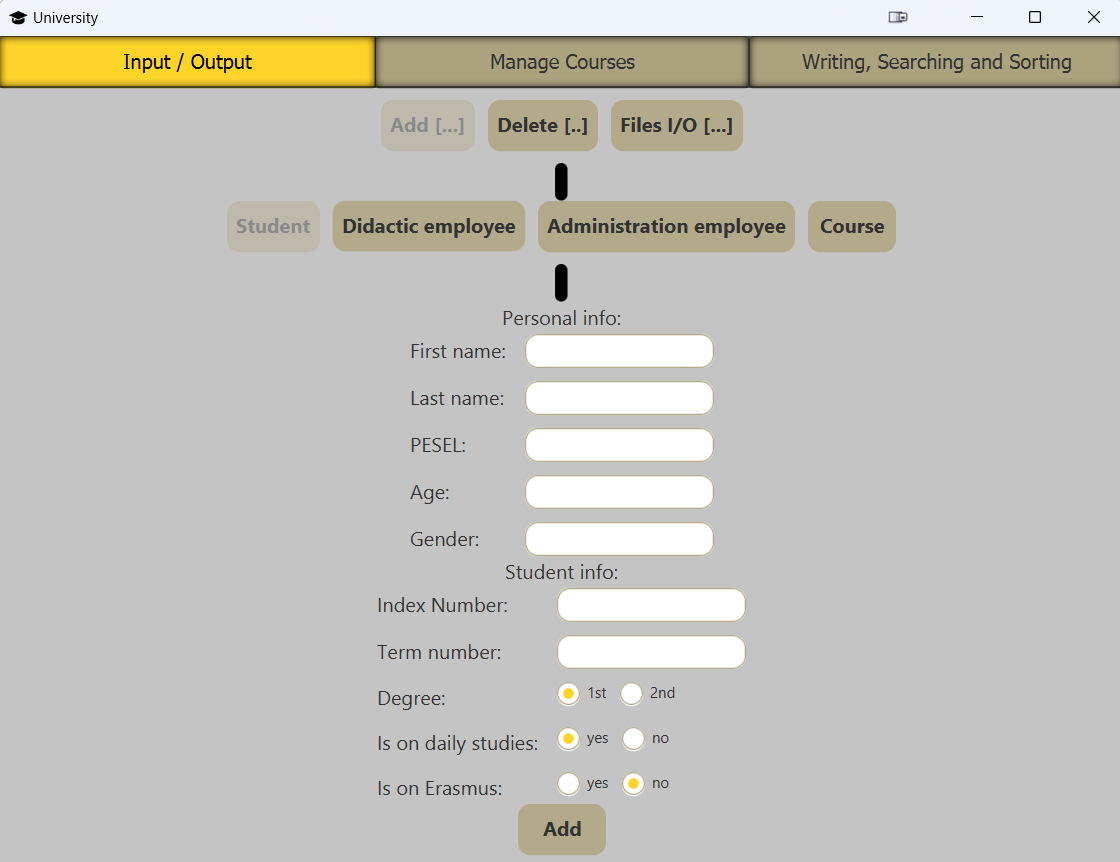 University
Input / Output Manage Courses Writing, Searching and Sorting
Add [...] Delete [..] Files I/O [...]
Student Didactic employee Administration employee Course
Personal info:
First name:
Last name:
PESEL:
Age:
Gender:
Student info:
Index Number:
Term number:
Degree: 1st 2nd
Is on daily studies: yes no
Is on Erasmus: yes no
Add